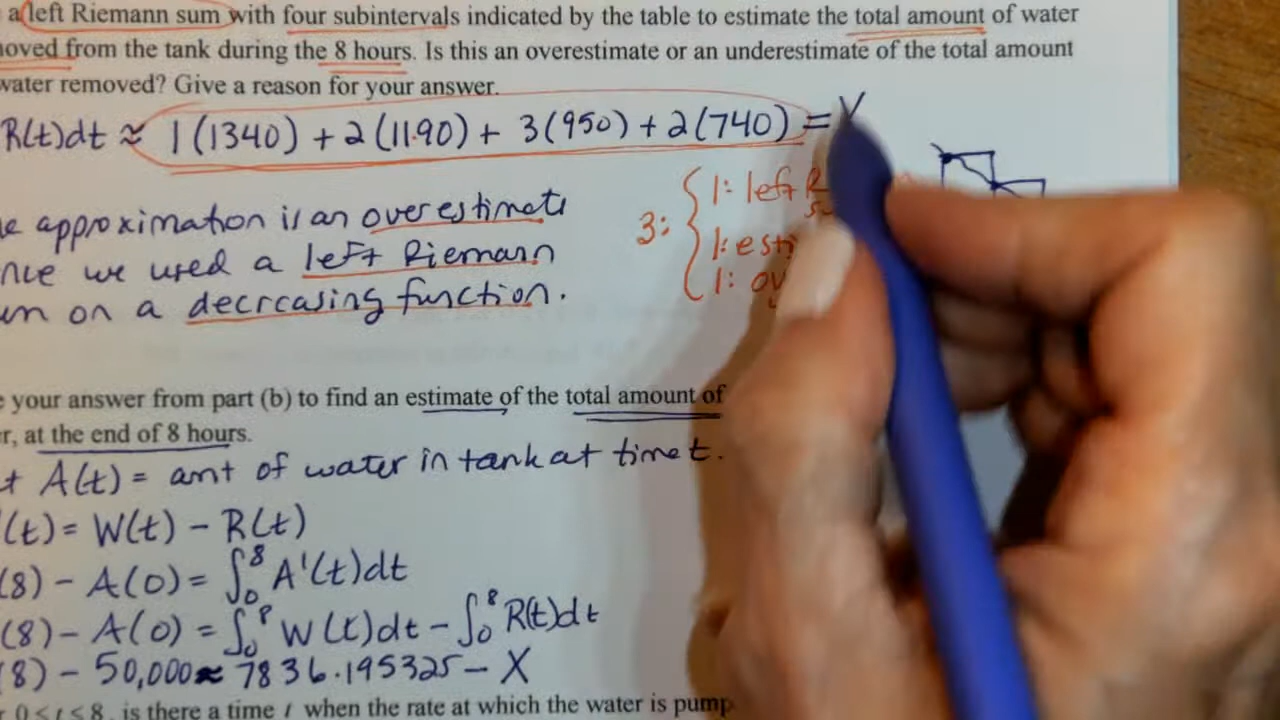 a left Riemann sum with four subintervals indicated by the table to estimate the total amount of water
oved from the tank during the 8 hours. Is this an overestimate or an underestimate of the total amount
water removed? Give a reason for your answer.
R(t)dt ≈ 1(1340) + 2(1190) + 3(950) + 2(740) =
3: { 1: left
1: esti
1: ov
e approximation is an overestimate
nce we used a left Riemann
um on a decreasing function.
e your answer from part (b) to find an estimate of the total amount of
r, at the end of 8 hours.
t A(t) = amt of water in tank at time t.
(t) = W(t) - R(t)
(8) - A(0) = ∫₀⁸ A'(t)dt
(8) - A(0) = ∫₀⁸ W(t)dt - ∫₀⁸ R(t)dt
(8) - 50,000 ≈ 7836.195325 - X
0 ≤ t ≤ 8, is there a time t when the rate at which the water is pump